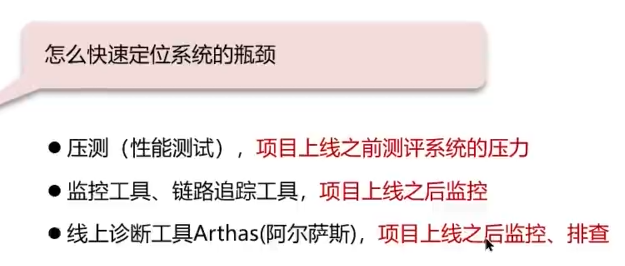 怎么快速定位系统的瓶颈
●压测（性能测试），项目上线之前测评系统的压力
●监控工具、链路追踪工具，项目上线之后监控
●线上诊断工具Arthas(阿尔萨斯)，项目上线之后监控、排查